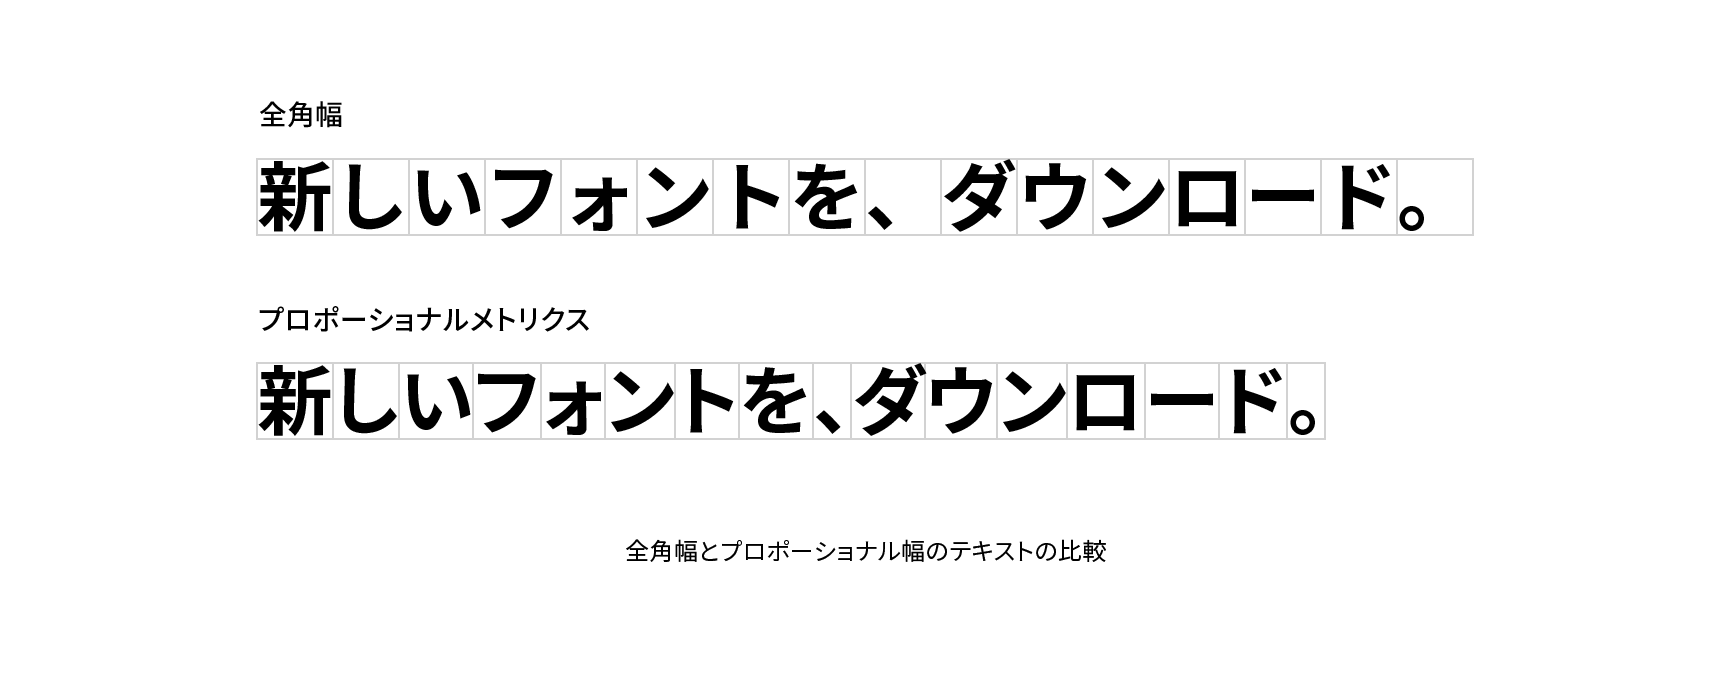 全角幅
新しいフォントを、ダウンロード。
プロポーショナルメトリクス
新しいフォントを、ダウンロード。
全角幅とプロポーショナル幅のテキストの比較